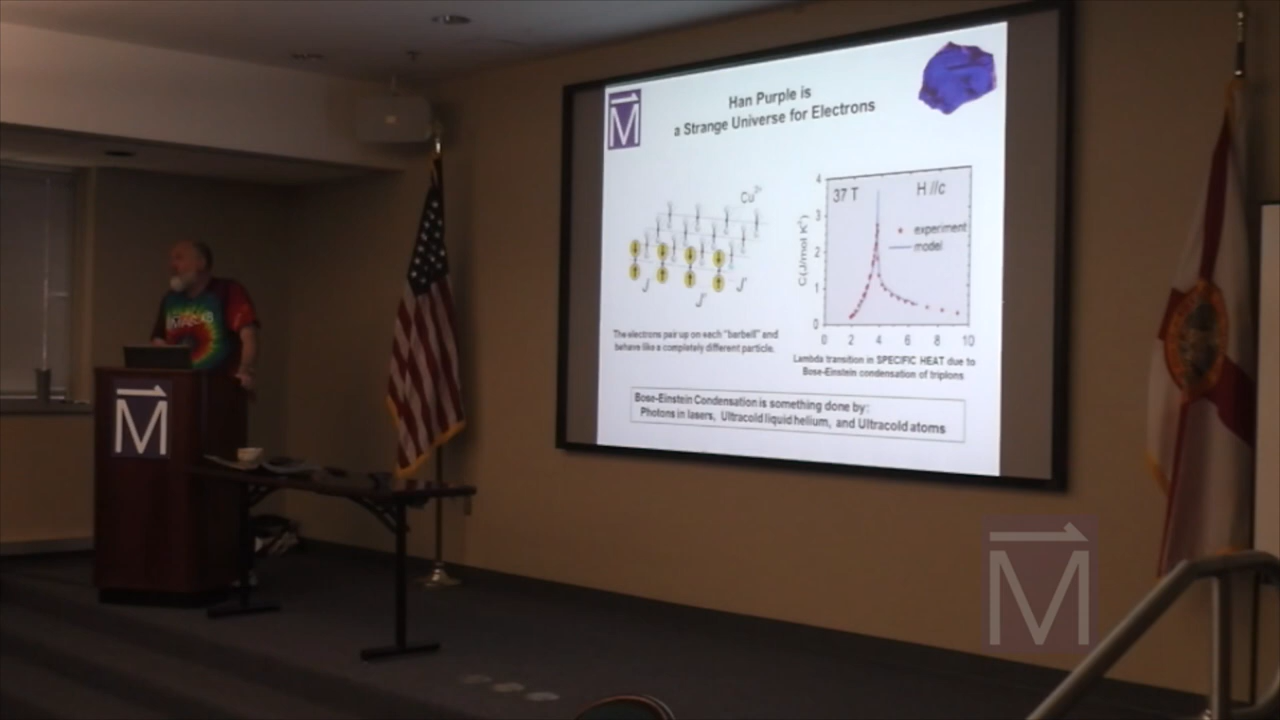 M
Han Purple is
a Strange Universe for Electrons
Cu2+
J
J'
J'
The electrons pair up on each "barbell" and
behave like a completely different particle.
37 T
H //c
experiment
model
C(J/mol K)
4
3
2
1
0
0 2 4 6 8 10
Lambda transition in SPECIFIC HEAT due to
Bose-Einstein condensation of triplons
Bose-Einstein Condensation is something done by:
Photons in lasers, Ultracold liquid helium, and Ultracold atoms
M
M